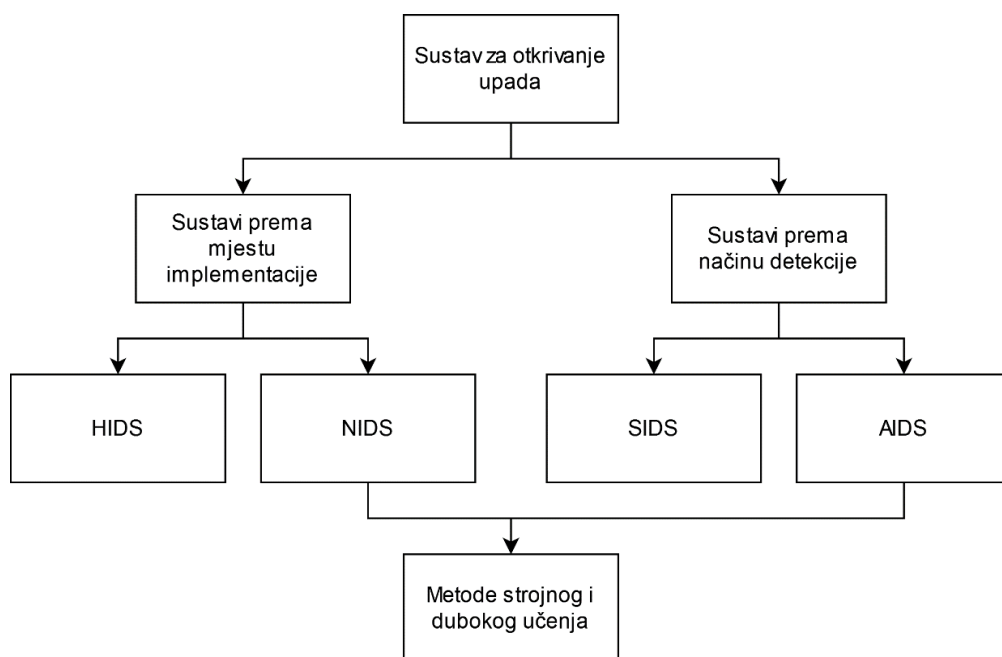 Sustav za otkrivanje
upada
Sustavi prema
mjestu
implementacije
Sustavi prema
načinu detekcije
HIDS
NIDS
SIDS
AIDS
Metode strojnog i
dubokog učenja